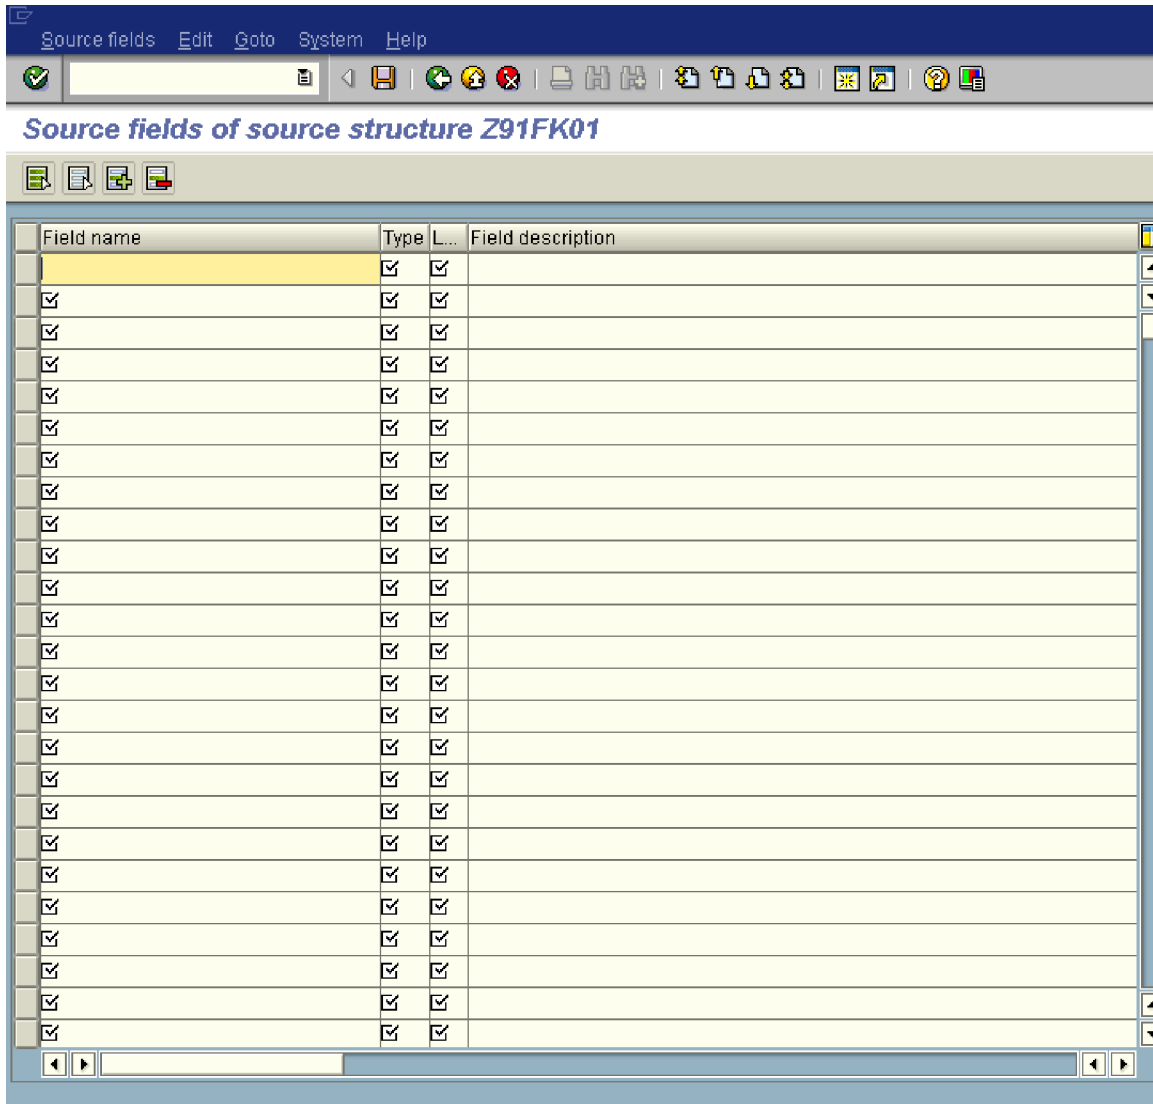 Source fields Edit Goto System Help
Source fields of source structure Z91FK01
Field name Type L... Field description